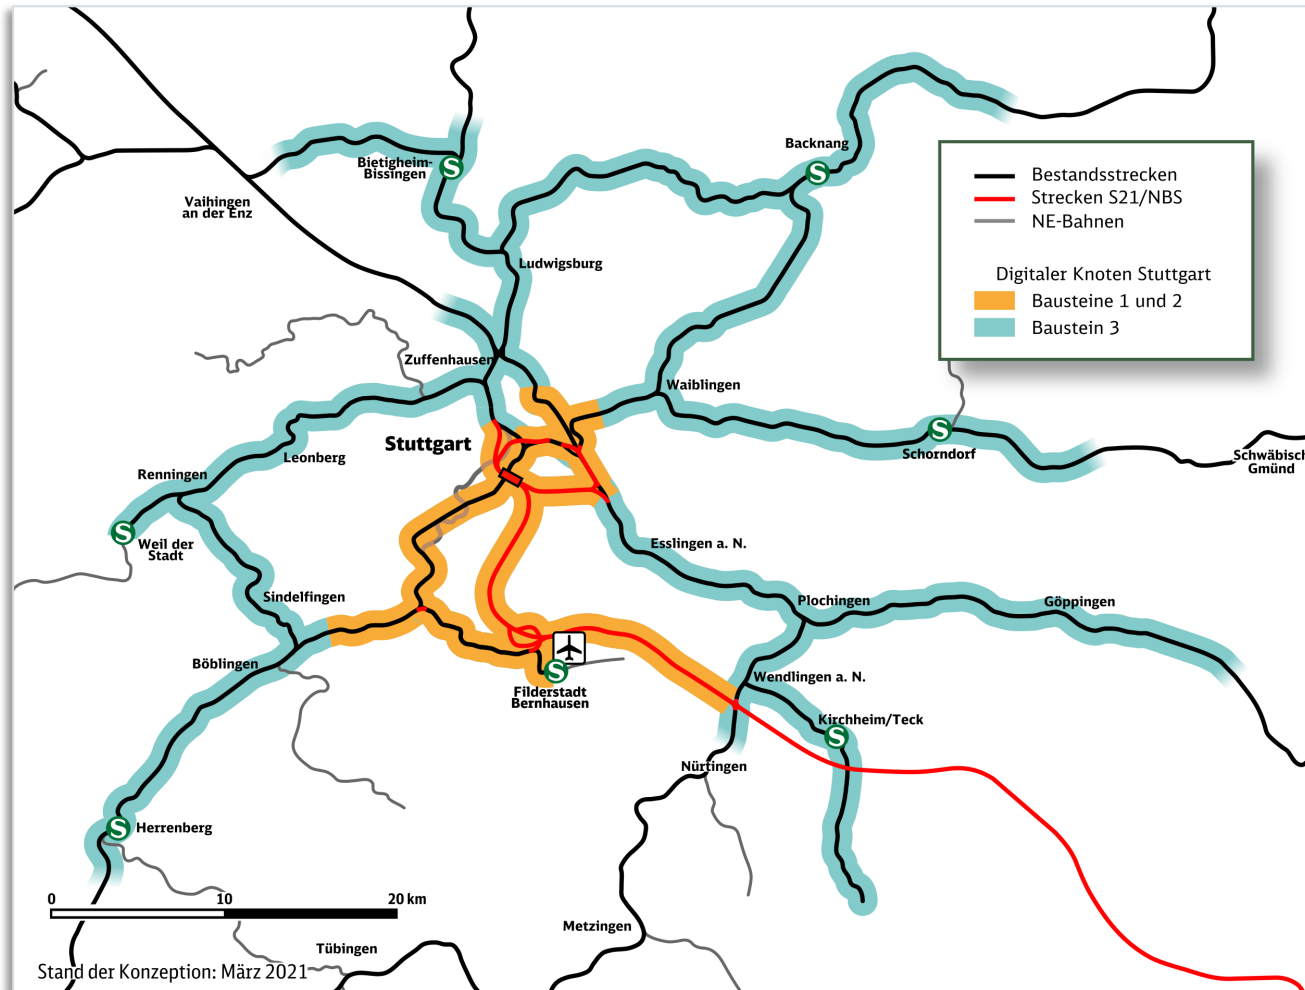 Backnang
Bietigheim-
Bissingen
S
S
Vaihingen
an der Enz
Ludwigsburg
Bestandsstrecken
Strecken S21/NBS
NE-Bahnen
Digitaler Knoten Stuttgart
Bausteine 1 und 2
Baustein 3
Zuffenhausen
Waiblingen
Stuttgart
S
Schorndorf
Schwäbisch
Gmünd
Leonberg
Renningen
S
Weil der
Stadt
Esslingen a. N.
Sindelfingen
Plochingen
Göppingen
Böblingen
S
Filderstadt
Bernhausen
Wendlingen a. N.
Kirchheim/Teck
S
Nürtingen
S
Herrenberg
0
10
20 km
Metzingen
Tübingen
Stand der Konzeption: März 2021